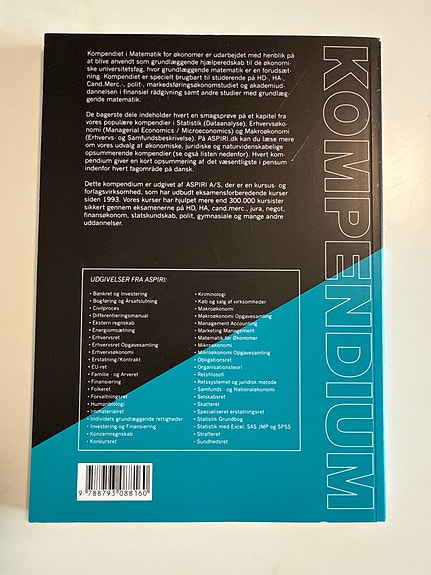 Kompendiet i Matematik for økonomer er udarbejdet med henblik på
at blive anvendt som grundlæggende hjælperedskab til de økonomi-
ske universitetsfag, hvor grundlæggende matematik er en forudsæt-
ning. Kompendiet er specielt brugbart til studerende på HD-, HA-,
Cand.Merc.-, polit-, markedsføringsøkonomstudiet og akademiud-
dannelsen i finansiel rådgivning samt andre studier med grundlæg-
gende matematik.
De bagerste dele indeholder hvert en smagsprøve på et kapitel fra
vores populære kompendier i Statistik (Dataanalyse), Erhvervsøko-
nomi (Managerial Economics / Microeconomics) og Makroøkonomi
(Erhvervs- og Samfundsbeskrivelse). På ASPIRI.dk kan du læse mere
om vores udvalg af økonomiske, juridiske og naturvidenskabelige
opsummerende kompendier (se også listen nedenfor). Hvert kom-
pendium giver en kort opsummering af det væsentligste i pensum
inden hvert fagområde på dansk.
Dette kompendium er udgivet af ASPIRI A/S, der er en kursus- og
forlagsvirksomhed, som har udbudt eksamensforberedende kurser
siden 1993. Vores kurser har hjulpet mere end 300.000 kursister
sikkert gennem eksamenerne på HD, HA, cand.merc., jura, negot,
finansøkonom, statskundskab, polit, gymnasiale og mange andre
uddannelser.
KOMPENDIUM
UDGIVELSER FRA ASPIRI:
• Bankret og Investering
• Bogføring og Årsafslutning
• Civilproces
• Differentieringsmanual
• Ekstern regnskab
• Energiomsætning
• Erhvervsret
• Erhvervsret Opgavesamling
• Erhvervsøkonomi
• Erstatning/Kontrakt
• EU-ret
• Familie- og Arveret
• Finansiering
• Folkeret
• Forvaltningsret
• Humanbiologi
• Immaterialret
• Individets grundlæggende rettigheder
• Investering og Finansiering
• Koncernregnskab
• Konkursret
• Kriminologi
• Køb og salg af virksomheder
• Makroøkonomi
• Makroøkonomi Opgavesamling
• Management Accounting
• Marketing Management
• Matematik for Økonomer
• Mikroøkonomi
• Mikroøkonomi Opgavesamling
• Obligationsret
• Organisationsteori
• Retsfilosofi
• Retssystemet og juridisk metode
• Samfunds- og Nationaløkonomi
• Selskabsret
• Skatteret
• Specialiseret erstatningsret
• Statistik Grundbog
• Statistik med Excel, SAS JMP og SPSS
• Strafferet
• Sundhedsret
9 788793 088160